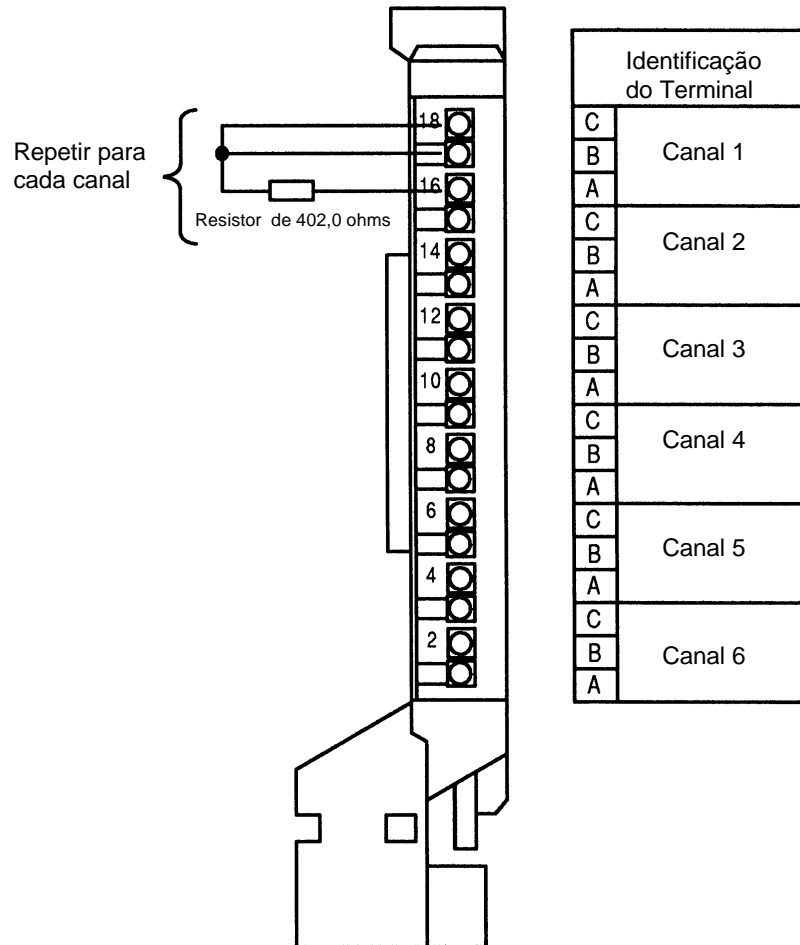 Identificação
do Terminal
Repetir para
cada canal
Resistor de 402,0 ohms
18
16
14
12
10
8
6
4
2
C
B
A
Canal 1
C
B
A
Canal 2
C
B
A
Canal 3
C
B
A
Canal 4
C
B
A
Canal 5
C
B
A
Canal 6